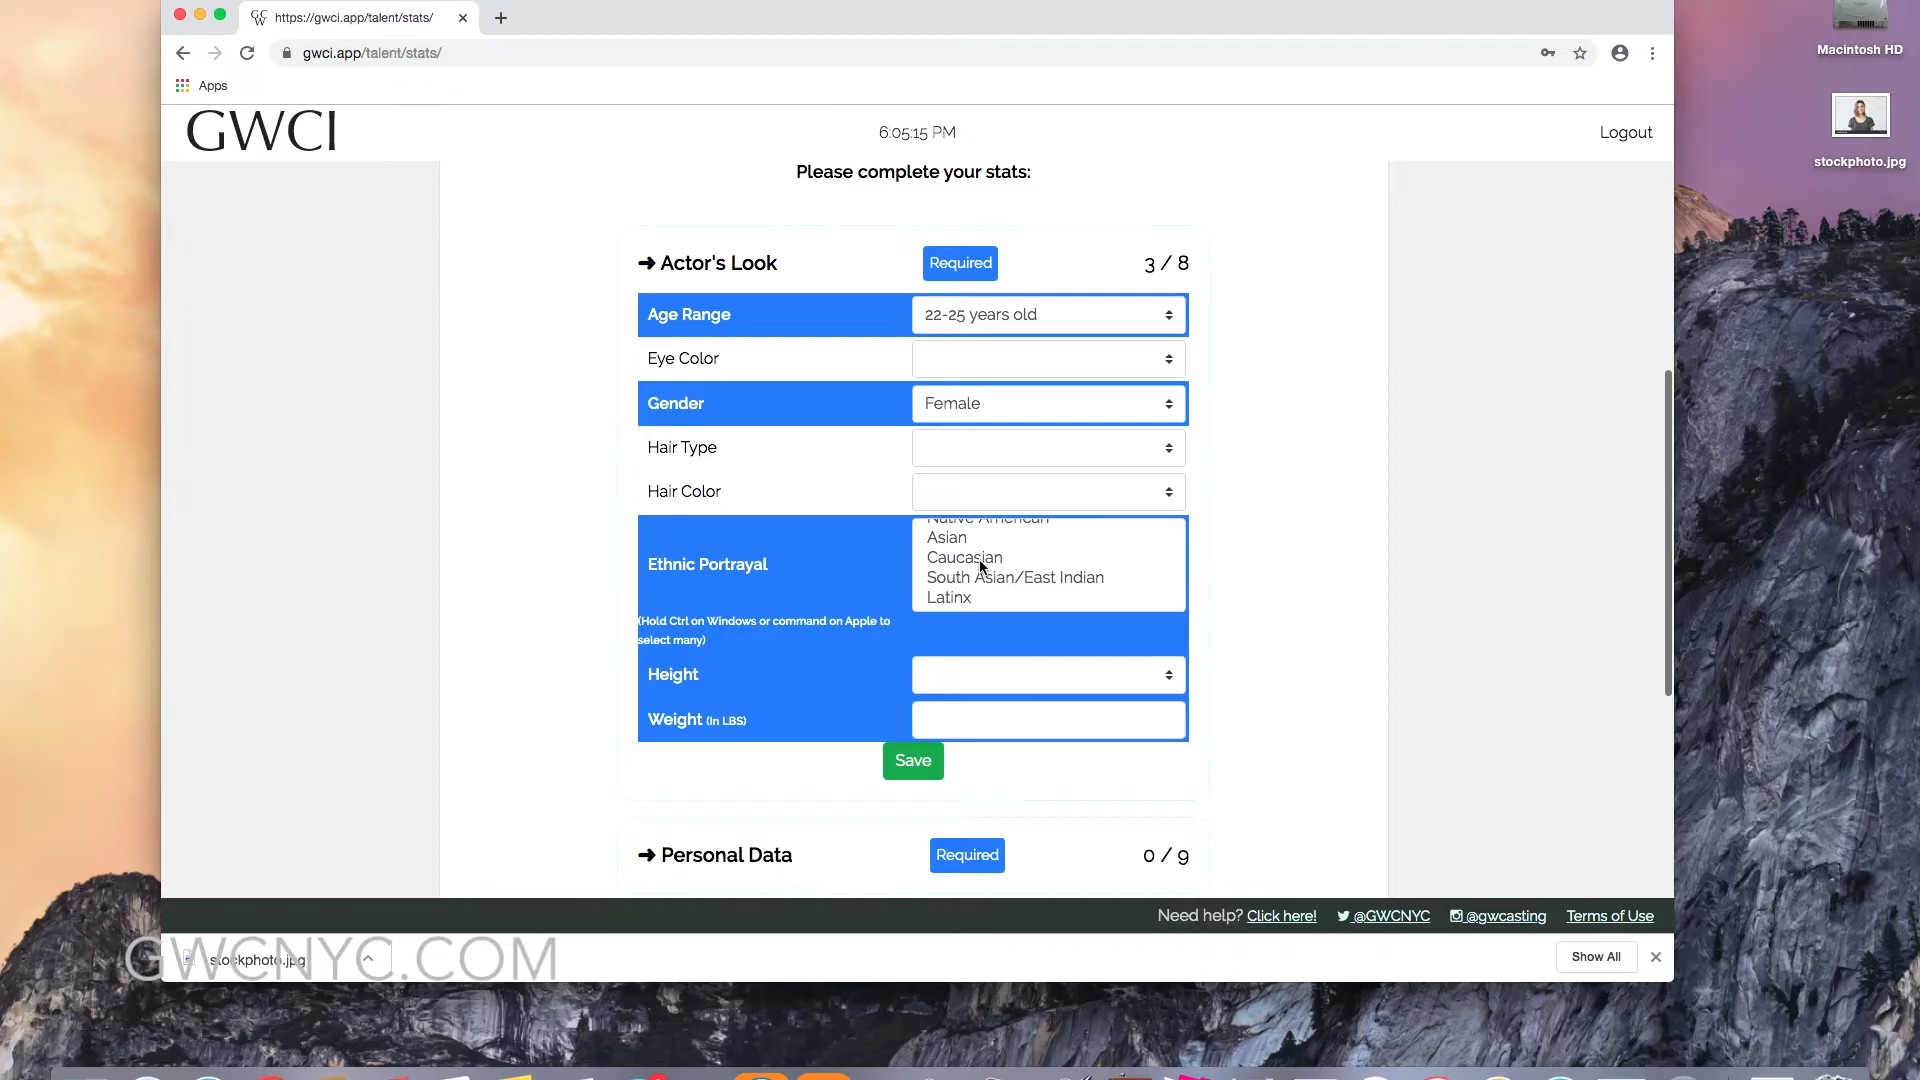 https://gwci.app/talent/stats/
gwci.app/talent/stats/
Apps
Macintosh HD
stockphoto.jpg
GWCI
6:05:15 PM
Logout
Please complete your stats:
➜ Actor's Look
Required
3 / 8
Age Range
22-25 years old
Eye Color
Gender
Female
Hair Type
Hair Color
Native American
Asian
Caucasian
South Asian/East Indian
Latinx
Ethnic Portrayal
(Hold Ctrl on Windows or command on Apple to
select many)
Height
Weight (In LBS)
Save
➜ Personal Data
Required
0 / 9
Need help? Click here! @GWCNYC @gwcasting Terms of Use
stockphoto.jpg
GWCNYC.COM
Show All